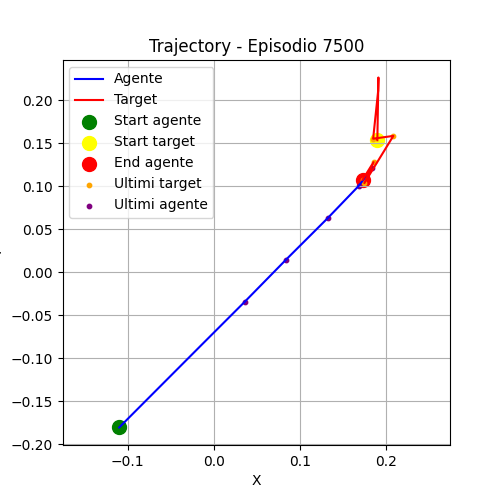 Trajectory - Episodio 7500
Agente
Target
Start agente
Start target
End agente
Ultimi target
Ultimi agente
0.20
0.15
0.10
0.05
0.00
−0.05
−0.10
−0.15
−0.20
−0.1
0.0
0.1
0.2
X